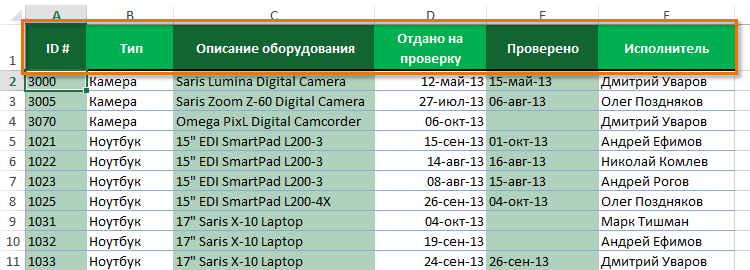 A B C D E F
1 ID # Тип Описание оборудования Отдано на проверку Проверено Исполнитель
2 3000 Камера Saris Lumina Digital Camera 12-май-13 15-май-13 Дмитрий Уваров
3 3005 Камера Saris Zoom Z-60 Digital Camera 27-июл-13 06-авг-13 Олег Поздняков
4 3070 Камера Omega PixL Digital Camcorder 06-окт-13 Дмитрий Уваров
5 1021 Ноутбук 15" EDI SmartPad L200-3 15-сен-13 01-окт-13 Андрей Ефимов
6 1022 Ноутбук 15" EDI SmartPad L200-3 14-авг-13 16-авг-13 Николай Комлев
7 1023 Ноутбук 15" EDI SmartPad L200-3 08-авг-13 15-авг-13 Андрей Рогов
8 1025 Ноутбук 15" EDI SmartPad L200-4X 26-сен-13 04-окт-13 Олег Поздняков
9 1031 Ноутбук 17" Saris X-10 Laptop 04-окт-13 Марк Тишман
10 1032 Ноутбук 17" Saris X-10 Laptop 19-сен-13 Андрей Ефимов
11 1033 Ноутбук 17" Saris X-10 Laptop 24-сен-13 26-сен-13 Дмитрий Уваров